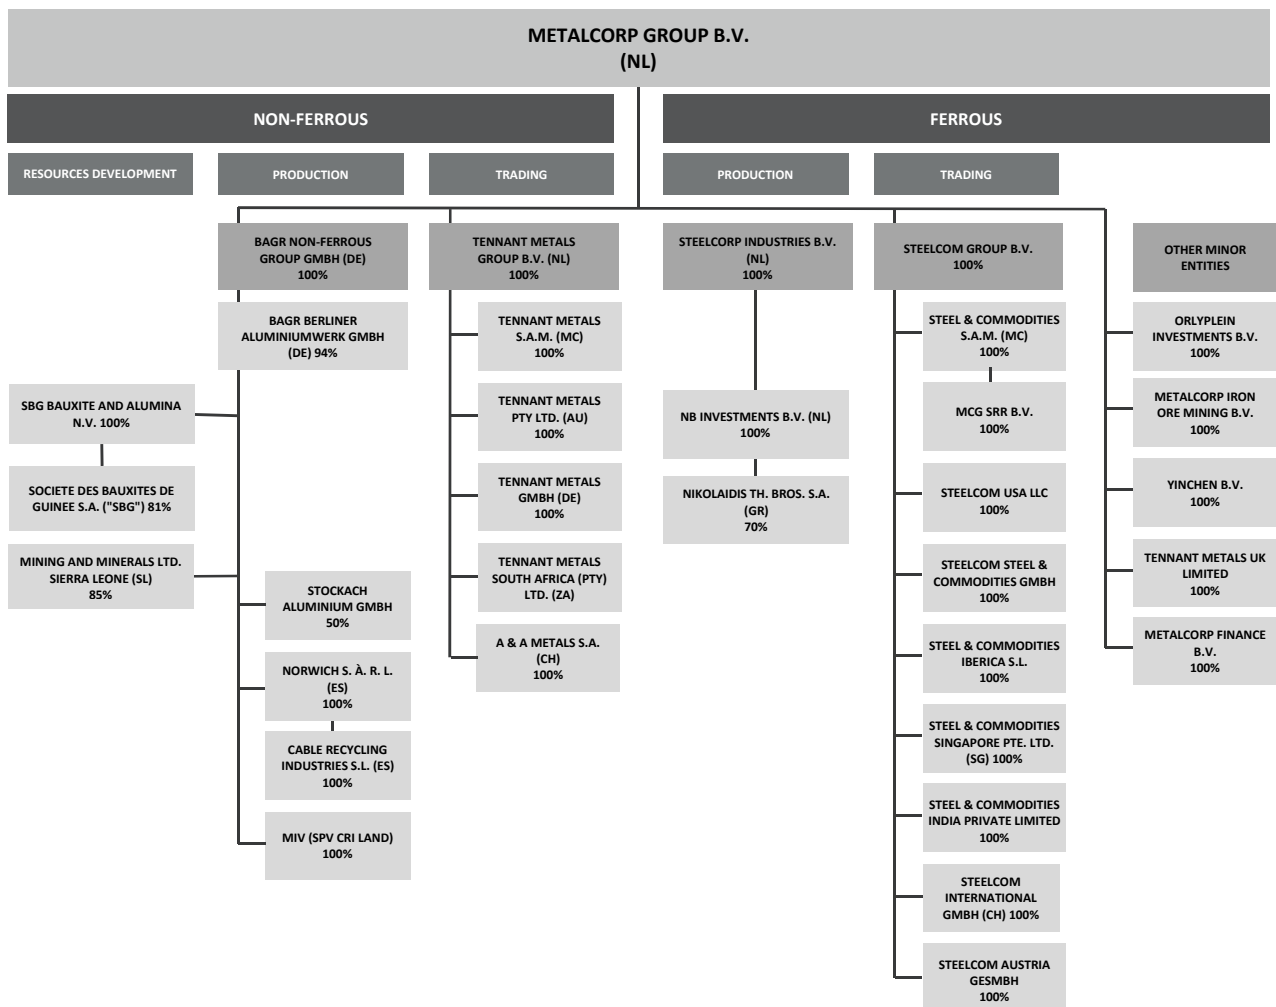 METALCORP GROUP B.V.
(NL)
NON-FERROUS
FERROUS
RESOURCES DEVELOPMENT
PRODUCTION
TRADING
PRODUCTION
TRADING
BAGR NON-FERROUS
GROUP GMBH (DE)
100%
TENNANT METALS
GROUP B.V. (NL)
100%
STEELCORP INDUSTRIES B.V.
(NL)
100%
STEELCOM GROUP B.V.
100%
OTHER MINOR
ENTITIES
BAGR BERLINER
ALUMINIUMWERK GMBH
(DE) 94%
SBG BAUXITE AND ALUMINA
N.V. 100%
SOCIETE DES BAUXITES DE
GUINEE S.A. ("SBG") 81%
MINING AND MINERALS LTD.
SIERRA LEONE (SL)
85%
STOCKACH
ALUMINIUM GMBH
50%
NORWICH S. À. R. L.
(ES)
100%
CABLE RECYCLING
INDUSTRIES S.L. (ES)
100%
MIV (SPV CRI LAND)
100%
TENNANT METALS
S.A.M. (MC)
100%
TENNANT METALS
PTY LTD. (AU)
100%
TENNANT METALS
GMBH (DE)
100%
TENNANT METALS
SOUTH AFRICA (PTY)
LTD. (ZA)
A & A METALS S.A.
(CH)
100%
NB INVESTMENTS B.V. (NL)
100%
NIKOLAIDIS TH. BROS. S.A.
(GR)
70%
STEEL & COMMODITIES
S.A.M. (MC)
100%
MCG SRR B.V.
100%
STEELCOM USA LLC
100%
STEELCOM STEEL &
COMMODITIES GMBH
100%
STEEL & COMMODITIES
IBERICA S.L.
100%
STEEL & COMMODITIES
SINGAPORE PTE. LTD.
(SG) 100%
STEEL & COMMODITIES
INDIA PRIVATE LIMITED
100%
STEELCOM
INTERNATIONAL
GMBH (CH) 100%
STEELCOM AUSTRIA
GESMBH
100%
ORLYPLEIN
INVESTMENTS B.V.
100%
METALCORP IRON
ORE MINING B.V.
100%
YINCHEN B.V.
100%
TENNANT METALS UK
LIMITED
100%
METALCORP FINANCE
B.V.
100%